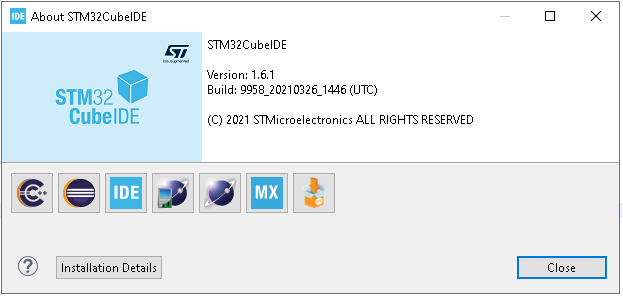 IDE About STM32CubeIDE
STM32CubeIDE
Version: 1.6.1
Build: 9958_20210326_1446 (UTC)
(C) 2021 STMicroelectronics ALL RIGHTS RESERVED
ST
life.augmented
STM32
CubeIDE
IDE
MX
?
Installation Details
Close